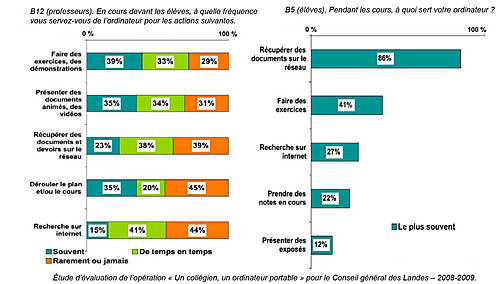 B12 (professeurs). En cours devant les élèves, à quelle fréquence
vous servez-vous de l'ordinateur pour les actions suivantes.
0 %
100 %
Faire des
exercices, des
démonstrations
39%
33%
29%
Présenter des
documents
animés, des
vidéos
35%
34%
31%
Récupérer des
documents et
devoirs sur le
réseau
23%
38%
39%
Dérouler le plan
et/ou le cours
35%
20%
45%
Recherche sur
internet
15%
41%
44%
Souvent
De temps en temps
Rarement ou jamais
B5 (élèves). Pendant les cours, à quoi sert votre ordinateur ?
0 %
100 %
Récupérer des
documents sur le
réseau
86%
Faire des
exercices
41%
Recherche sur
internet
27%
Prendre des
notes en cours
22%
Présenter des
exposés
12%
Le plus souvent
Étude d'évaluation de l'opération « Un collégien, un ordinateur portable » pour le Conseil général des Landes – 2008-2009.